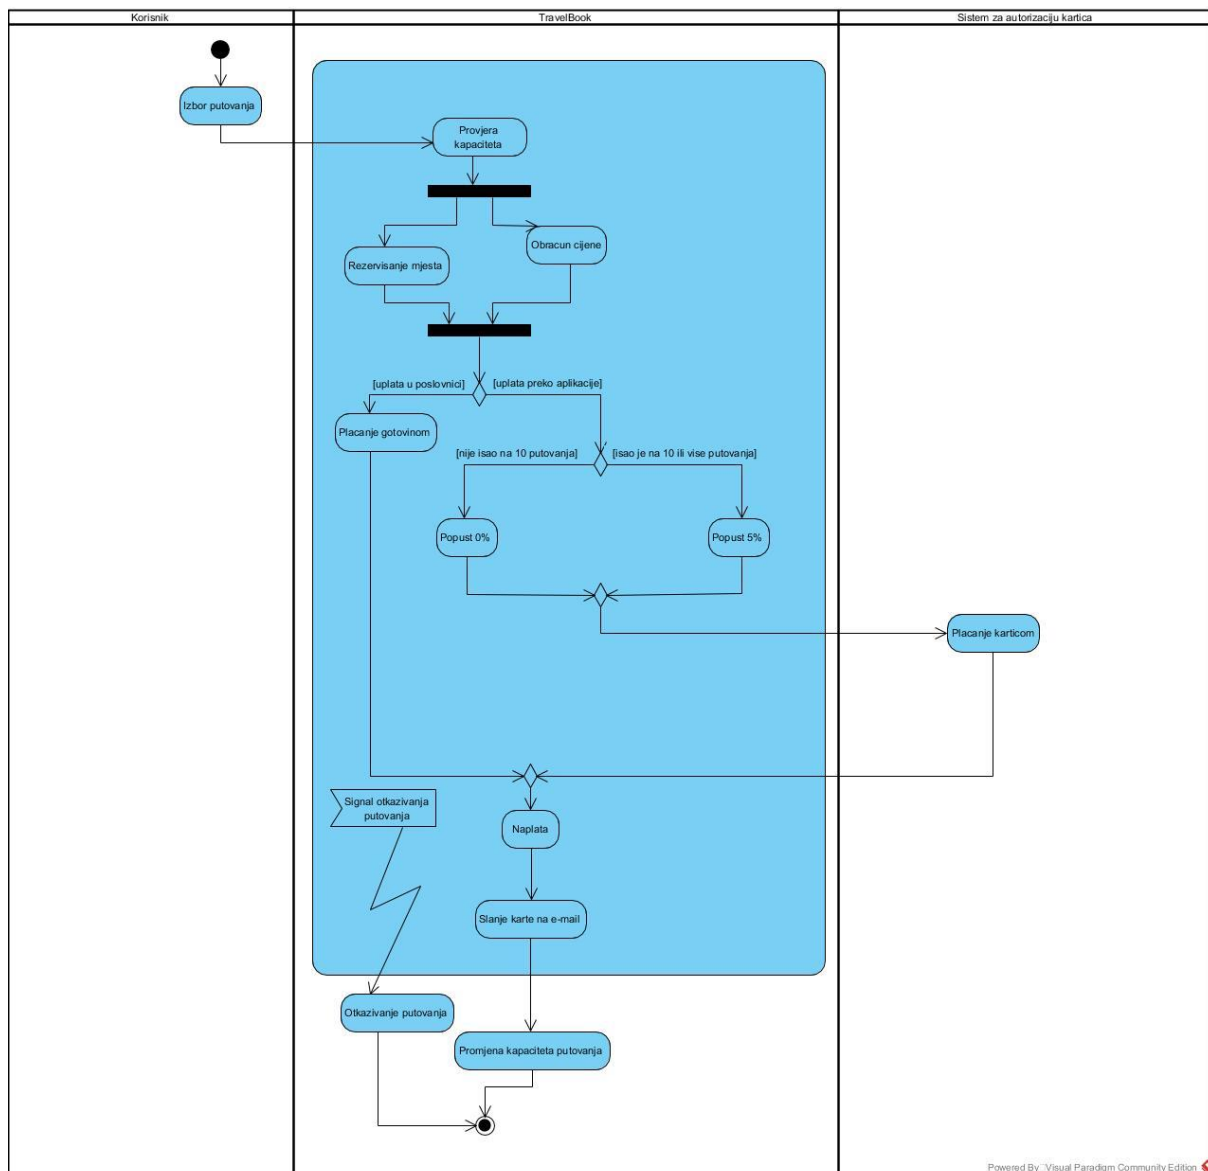 Korisnik
TravelBook
Sistem za autorizaciju kartica
Izbor putovanja
Provjera
kapaciteta
Rezervisanje mjesta
Obracun cijene
[uplata u poslovnici]
[uplata preko aplikacije]
Placanje gotovinom
[nije isao na 10 putovanja]
[isao je na 10 ili vise putovanja]
Popust 0%
Popust 5%
Placanje karticom
Signal otkazivanja
putovanja
Naplata
Slanje karte na e-mail
Otkazivanje putovanja
Promjena kapaciteta putovanja
Powered By Visual Paradigm Community Edition